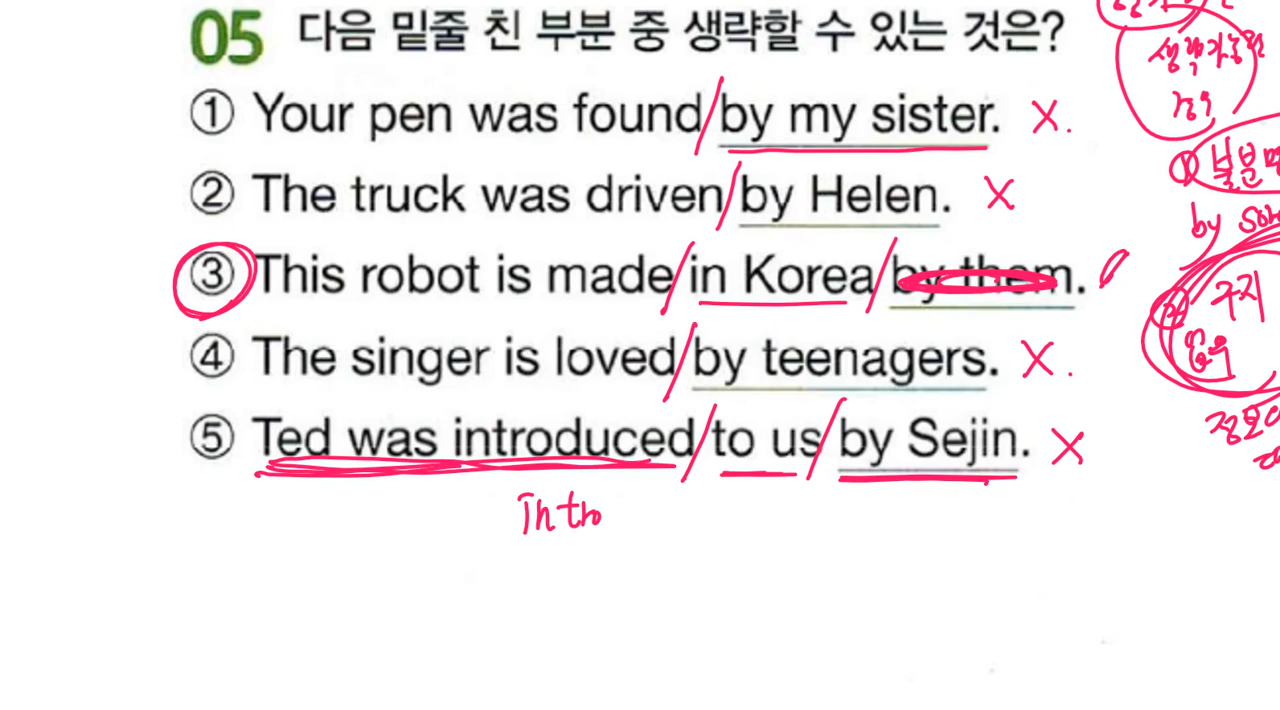 05 다음 밑줄 친 부분 중 생략할 수 있는 것은?
생략가능한
경우
① Your pen was found / by my sister. X.
① 불분명
② The truck was driven / by Helen. X
by som
③ This robot is made / in Korea / by them.
② 굳이
④ The singer is loved / by teenagers. X.
⑤ Ted was introduced / to us / by Sejin. X
intro